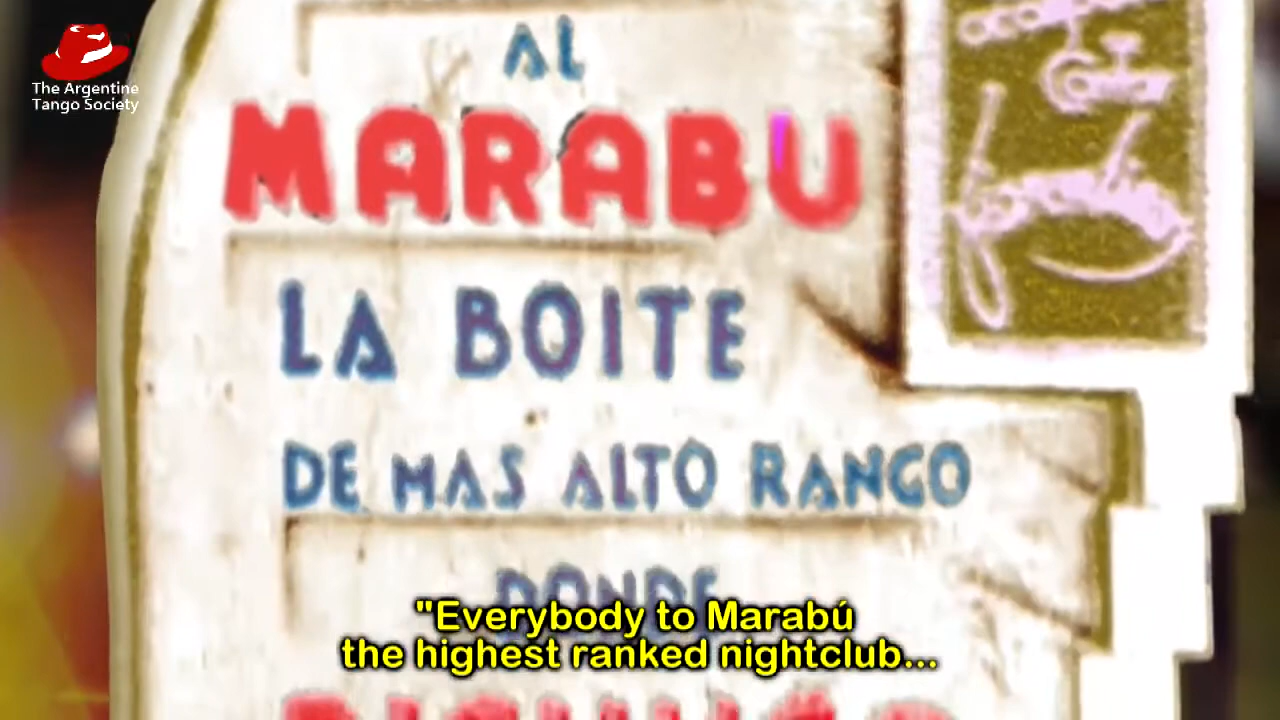 The Argentine
Tango Society
AL
MARABU
LA BOITE
DE MAS ALTO RANGO
DONDE
"Everybody to Marabú
the highest ranked nightclub...